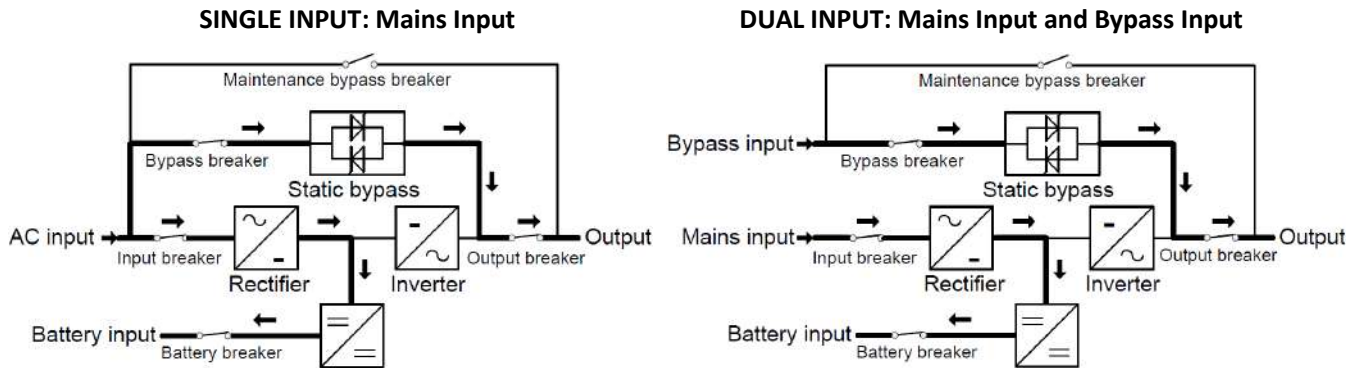 SINGLE INPUT: Mains Input
Maintenance bypass breaker
Bypass breaker
Static bypass
AC input
Input breaker
Rectifier
Inverter
Output breaker
Output
Battery input
Battery breaker
DUAL INPUT: Mains Input and Bypass Input
Maintenance bypass breaker
Bypass input
Bypass breaker
Static bypass
Mains input
Input breaker
Rectifier
Inverter
Output breaker
Output
Battery input
Battery breaker